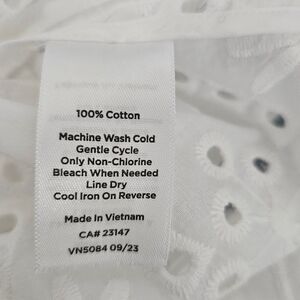 100% Cotton
Machine Wash Cold
Gentle Cycle
Only Non-Chlorine
Bleach When Needed
Line Dry
Cool Iron On Reverse
Made In Vietnam
CA# 23147
VN5084 09/23